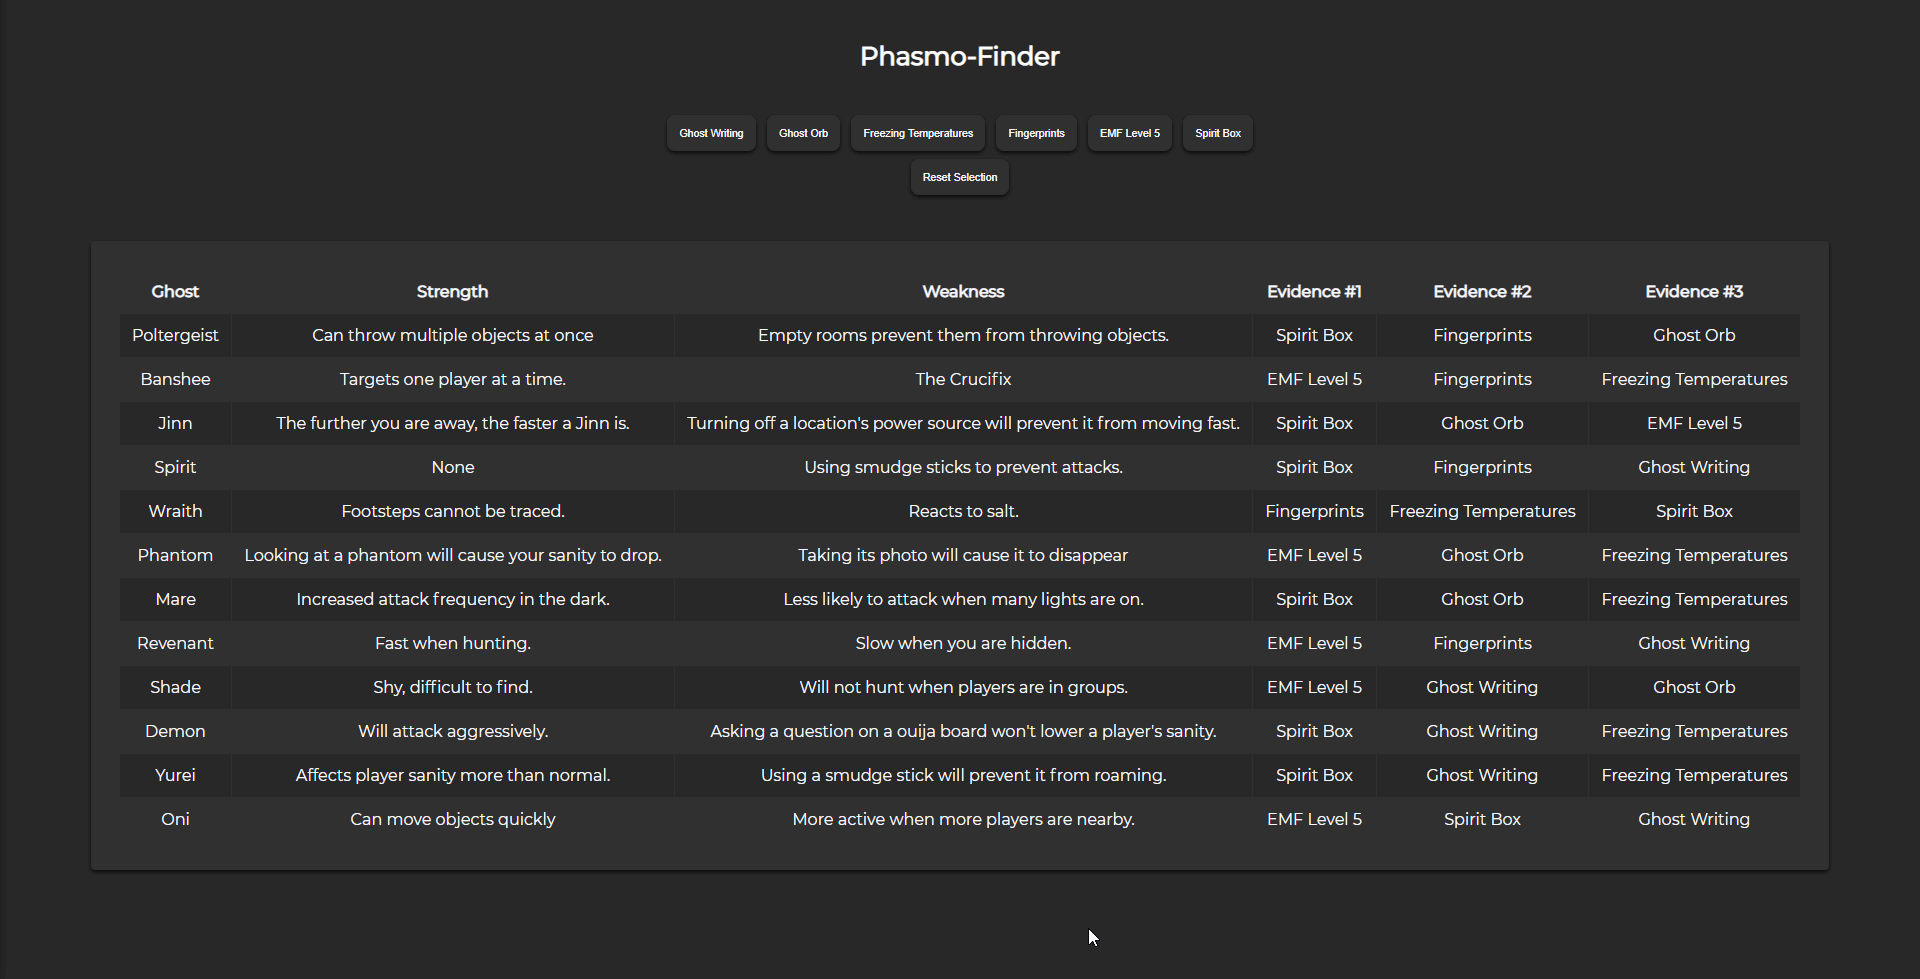 Phasmo-Finder
Ghost Writing Ghost Orb Freezing Temperatures Fingerprints EMF Level 5 Spirit Box
Reset Selection
Ghost Strength Weakness Evidence #1 Evidence #2 Evidence #3
Poltergeist Can throw multiple objects at once Empty rooms prevent them from throwing objects. Spirit Box Fingerprints Ghost Orb
Banshee Targets one player at a time. The Crucifix EMF Level 5 Fingerprints Freezing Temperatures
Jinn The further you are away, the faster a Jinn is. Turning off a location's power source will prevent it from moving fast. Spirit Box Ghost Orb EMF Level 5
Spirit None Using smudge sticks to prevent attacks. Spirit Box Fingerprints Ghost Writing
Wraith Footsteps cannot be traced. Reacts to salt. Fingerprints Freezing Temperatures Spirit Box
Phantom Looking at a phantom will cause your sanity to drop. Taking its photo will cause it to disappear EMF Level 5 Ghost Orb Freezing Temperatures
Mare Increased attack frequency in the dark. Less likely to attack when many lights are on. Spirit Box Ghost Orb Freezing Temperatures
Revenant Fast when hunting. Slow when you are hidden. EMF Level 5 Fingerprints Ghost Writing
Shade Shy, difficult to find. Will not hunt when players are in groups. EMF Level 5 Ghost Writing Ghost Orb
Demon Will attack aggressively. Asking a question on a ouija board won't lower a player's sanity. Spirit Box Ghost Writing Freezing Temperatures
Yurei Affects player sanity more than normal. Using a smudge stick will prevent it from roaming. Spirit Box Ghost Writing Freezing Temperatures
Oni Can move objects quickly More active when more players are nearby. EMF Level 5 Spirit Box Ghost Writing